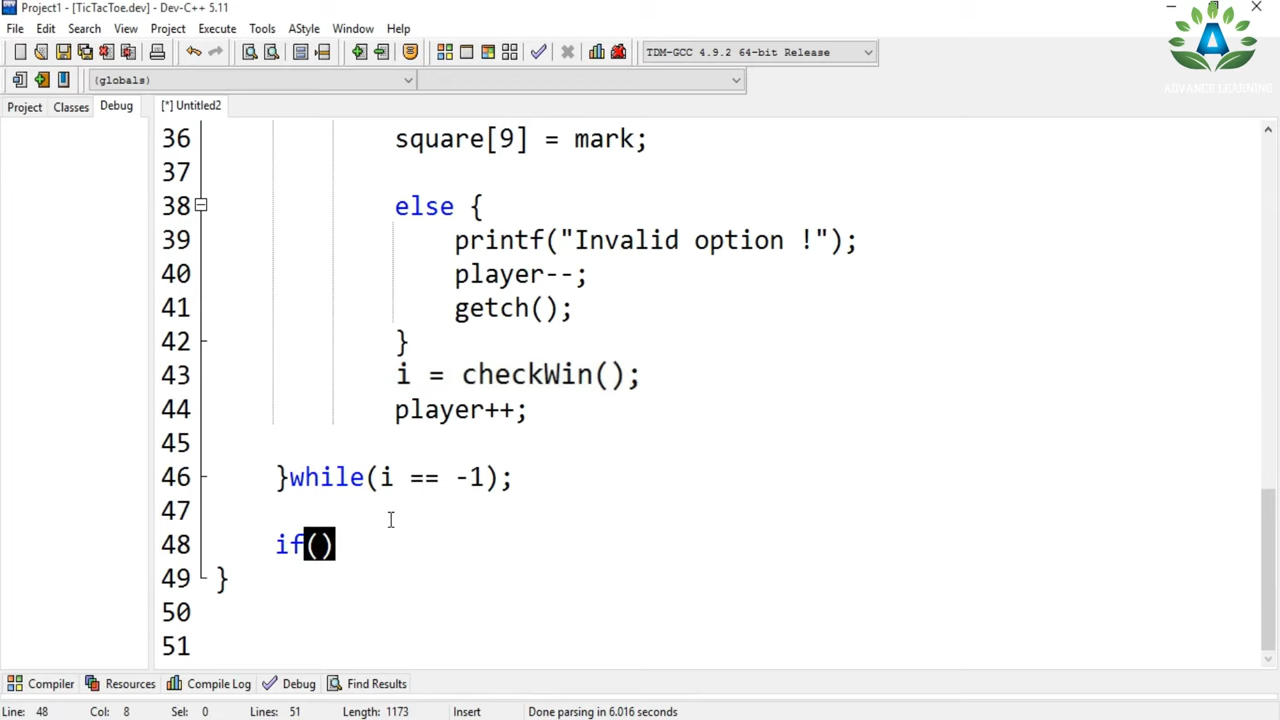 Project1 - [TicTacToe.dev] - Dev-C++ 5.11
File Edit Search View Project Execute Tools AStyle Window Help
TDM-GCC 4.9.2 64-bit Release
(globals)
ADVANCE LEARNING
Project Classes Debug [*] Untitled2
36 square[9] = mark;
37
38 else {
39 printf("Invalid option !");
40 player--;
41 getch();
42 }
43 i = checkWin();
44 player++;
45
46 }while(i == -1);
47
48 if()
49 }
50
51
Compiler Resources Compile Log Debug Find Results
Line: 48 Col: 8 Sel: 0 Lines: 51 Length: 1173 Insert Done parsing in 6.016 seconds